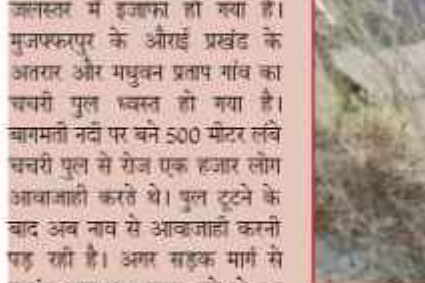 जलस्तर में इजाफा हो गया है।
मुजफ्फरपुर के औराई प्रखंड के
अतरार और मधुवन प्रताप गांव का
चचरी पुल ध्वस्त हो गया है।
बागमती नदी पर बने 500 मीटर लंबे
चचरी पुल से रोज एक हजार लोग
आवाजाही करते थे। पुल टूटने के
बाद अब नाव से आवाजाही करनी
पड़ रही है। अगर सड़क मार्ग से